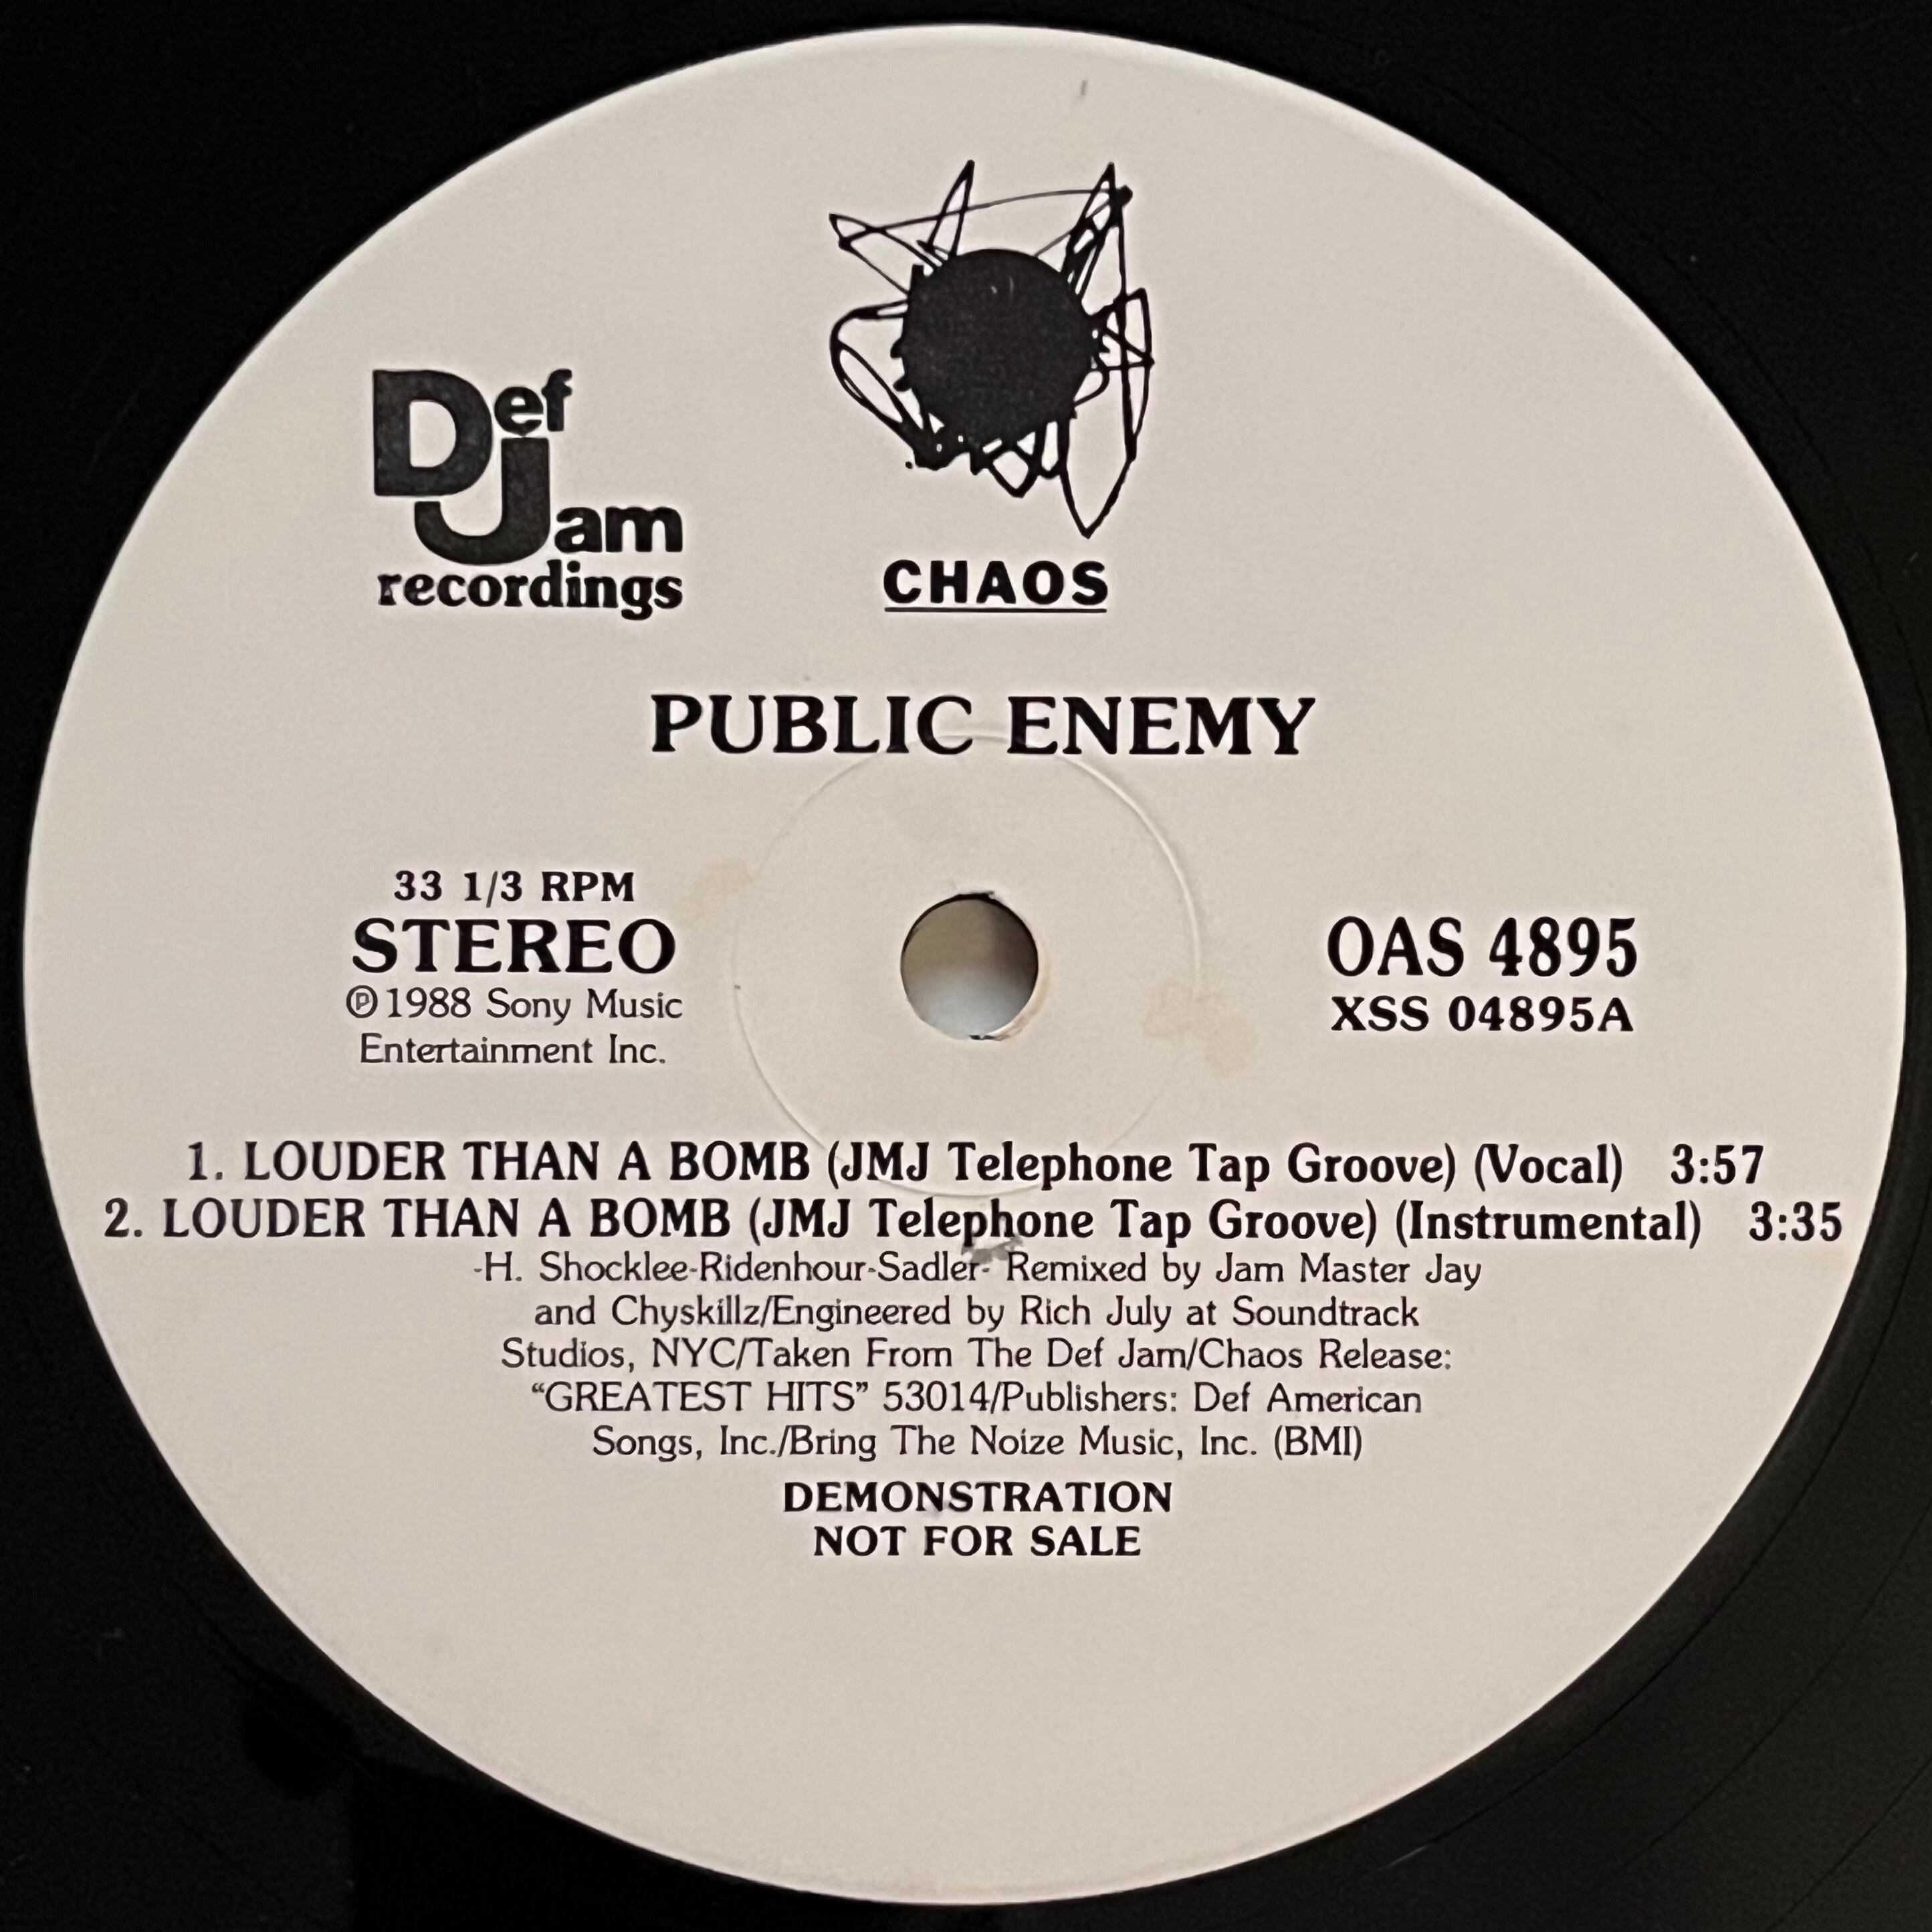 Def
Jam
recordings
CHAOS
PUBLIC ENEMY
33 1/3 RPM
STEREO
℗1988 Sony Music
Entertainment Inc.
OAS 4895
XSS 04895A
1. LOUDER THAN A BOMB (JMJ Telephone Tap Groove) (Vocal) 3:57
2. LOUDER THAN A BOMB (JMJ Telephone Tap Groove) (Instrumental) 3:35
-H. Shocklee-Ridenhour-Sadler- Remixed by Jam Master Jay
and Chyskillz/Engineered by Rich July at Soundtrack
Studios, NYC/Taken From The Def Jam/Chaos Release:
“GREATEST HITS” 53014/Publishers: Def American
Songs, Inc./Bring The Noize Music, Inc. (BMI)
DEMONSTRATION
NOT FOR SALE